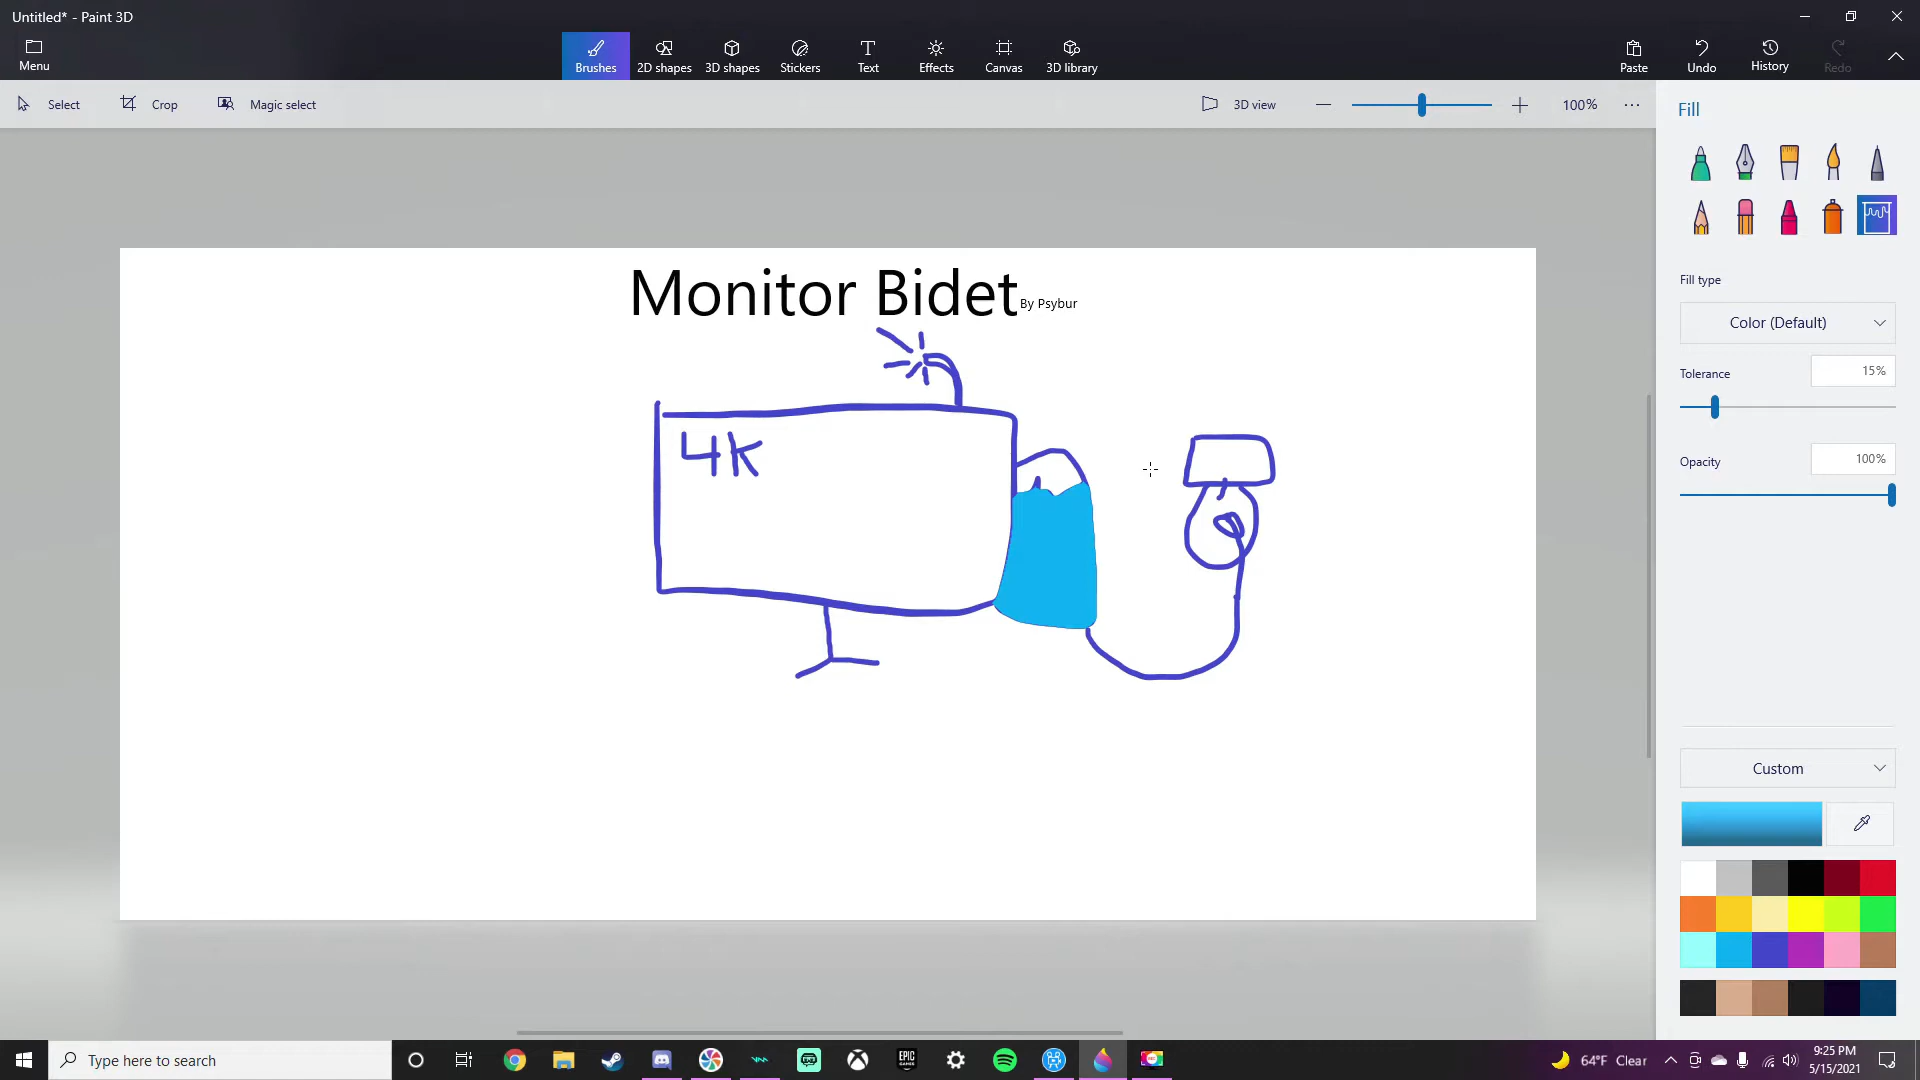 Untitled* - Paint 3D
Menu
Brushes
2D shapes
3D shapes
Stickers
Text
Effects
Canvas
3D library
Paste
Undo
History
Redo
Select
Crop
Magic select
3D view
100%
Fill
Monitor Bidet
By Psybur
4K
Fill type
Color (Default)
Tolerance
15%
Opacity
100%
Custom
Type here to search
EPIC
GAMES
64°F Clear
9:25 PM
5/15/2021